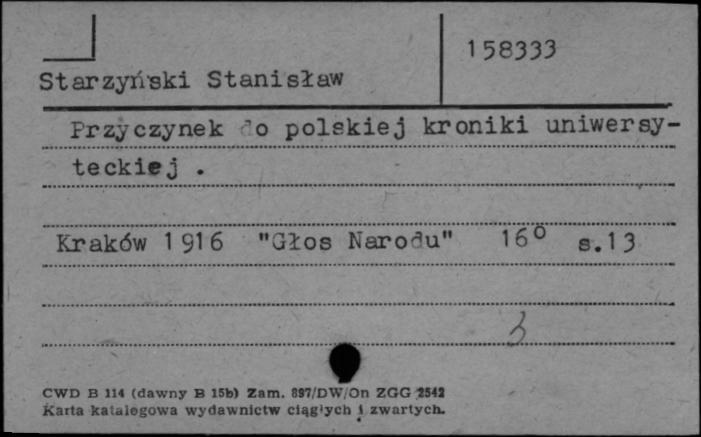 158333
Starzyński Stanisław
Przyczynek do polskiej kroniki uniwersy-
teckiej .
Kraków 1916 "Głos Narodu" 16° s.13
3
CWD B 114 (dawny B 15b) Zam. 897/DW/On ZGG 2542
Karta katalogowa wydawnictw ciągłych i zwartych.